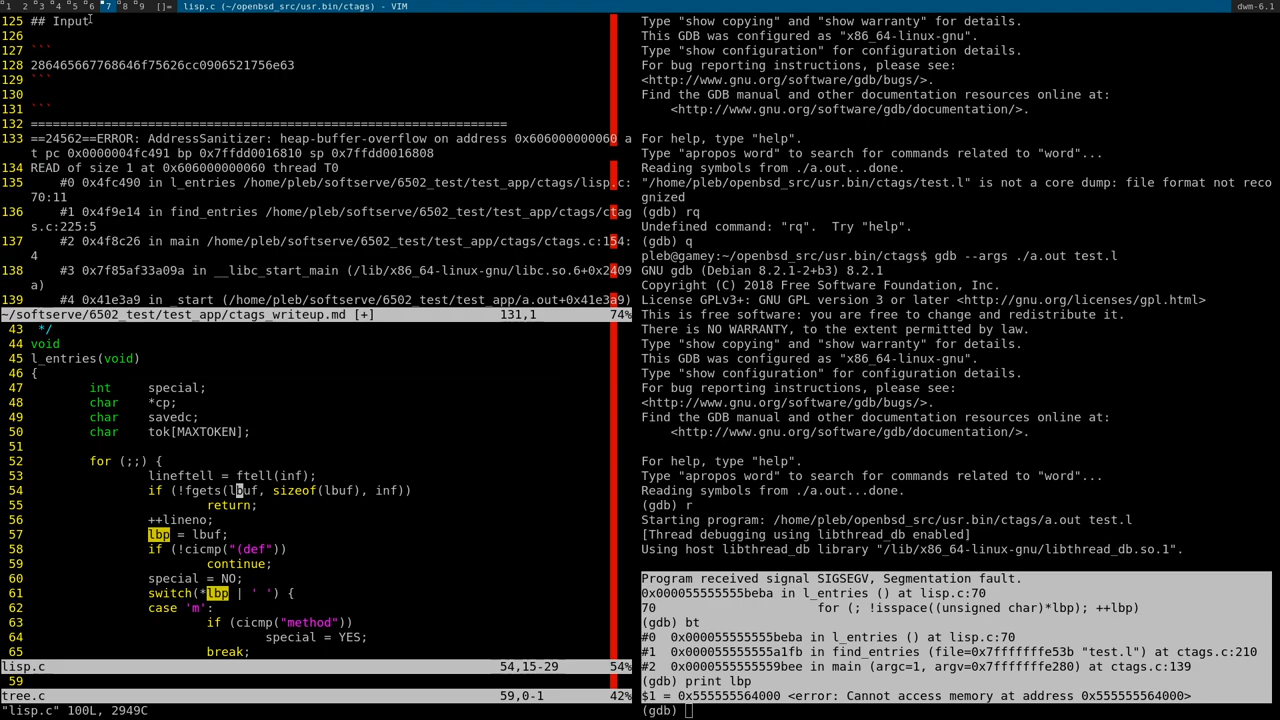 1 2 3 4 5 6 7 8 9 []= lisp.c (~/openbsd_src/usr.bin/ctags) - VIM dwm-6.1
125 ## Input
126
127 ```
128 286465667768646f75626cc0906521756e63
129 ```
130
131 ```
132 =================================================================
133 ==24562==ERROR: AddressSanitizer: heap-buffer-overflow on address 0x606000000060 a
t pc 0x0000004fc491 bp 0x7ffdd0016810 sp 0x7ffdd0016808
134 READ of size 1 at 0x606000000060 thread T0
135     #0 0x4fc490 in l_entries /home/pleb/softserve/6502_test/test_app/ctags/lisp.c:
70:11
136     #1 0x4f9e14 in find_entries /home/pleb/softserve/6502_test/test_app/ctags/ctag
s.c:225:5
137     #2 0x4f8c26 in main /home/pleb/softserve/6502_test/test_app/ctags/ctags.c:154:
4
138     #3 0x7f85af33a09a in __libc_start_main (/lib/x86_64-linux-gnu/libc.so.6+0x2409
a)
139     #4 0x41e3a9 in _start (/home/pleb/softserve/6502_test/test_app/a.out+0x41e3a9)
~/softserve/6502_test/test_app/ctags_writeup.md [+] 131,1 74%
43  */
44 void
45 l_entries(void)
46 {
47         int     special;
48         char    *cp;
49         char    savedc;
50         char    tok[MAXTOKEN];
51
52         for (;;) {
53                 lineftell = ftell(inf);
54                 if (!fgets(lbuf, sizeof(lbuf), inf))
55                         return;
56                 ++lineno;
57                 lbp = lbuf;
58                 if (!cicmp("(def"))
59                         continue;
60                 special = NO;
61                 switch(*lbp | ' ') {
62                 case 'm':
63                         if (cicmp("method"))
64                                 special = YES;
65                         break;
lisp.c 54,15-29 54%
59
tree.c 59,0-1 42%
"lisp.c" 100L, 2949C
Type "show copying" and "show warranty" for details.
This GDB was configured as "x86_64-linux-gnu".
Type "show configuration" for configuration details.
For bug reporting instructions, please see:
<http://www.gnu.org/software/gdb/bugs/>.
Find the GDB manual and other documentation resources online at:
    <http://www.gnu.org/software/gdb/documentation/>.
For help, type "help".
Type "apropos word" to search for commands related to "word"...
Reading symbols from ./a.out...done.
"/home/pleb/openbsd_src/usr.bin/ctags/test.l" is not a core dump: file format not reco
gnized
(gdb) rq
Undefined command: "rq".  Try "help".
(gdb) q
pleb@gamey:~/openbsd_src/usr.bin/ctags$ gdb --args ./a.out test.l
GNU gdb (Debian 8.2.1-2+b3) 8.2.1
Copyright (C) 2018 Free Software Foundation, Inc.
License GPLv3+: GNU GPL version 3 or later <http://gnu.org/licenses/gpl.html>
This is free software: you are free to change and redistribute it.
There is NO WARRANTY, to the extent permitted by law.
Type "show copying" and "show warranty" for details.
This GDB was configured as "x86_64-linux-gnu".
Type "show configuration" for configuration details.
For bug reporting instructions, please see:
<http://www.gnu.org/software/gdb/bugs/>.
Find the GDB manual and other documentation resources online at:
    <http://www.gnu.org/software/gdb/documentation/>.
For help, type "help".
Type "apropos word" to search for commands related to "word"...
Reading symbols from ./a.out...done.
(gdb) r
Starting program: /home/pleb/openbsd_src/usr.bin/ctags/a.out test.l
[Thread debugging using libthread_db enabled]
Using host libthread_db library "/lib/x86_64-linux-gnu/libthread_db.so.1".
Program received signal SIGSEGV, Segmentation fault.
0x000055555555beba in l_entries () at lisp.c:70
70                      for (; !isspace((unsigned char)*lbp); ++lbp)
(gdb) bt
#0  0x000055555555beba in l_entries () at lisp.c:70
#1  0x000055555555a1fb in find_entries (file=0x7fffffffe53b "test.l") at ctags.c:210
#2  0x0000555555559bee in main (argc=1, argv=0x7fffffffe280) at ctags.c:139
(gdb) print lbp
$1 = 0x555555564000 <error: Cannot access memory at address 0x555555564000>
(gdb)